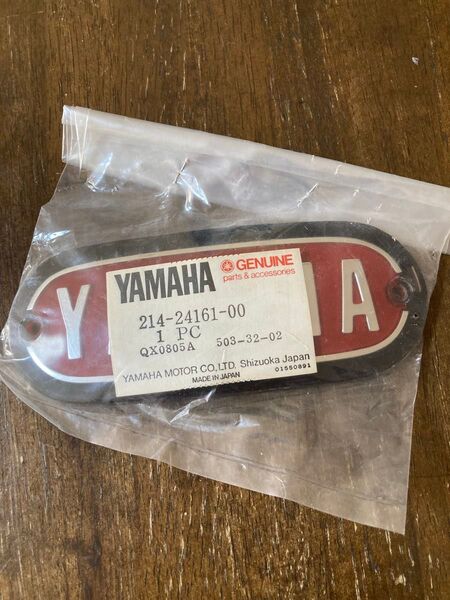 YAMAHA GENUINE
parts & accessories
214-24161-00
1 PC
QX0805A 503-32-02
YAMAHA MOTOR CO.,LTD. Shizuoka Japan
MADE IN JAPAN 01550891
Y A